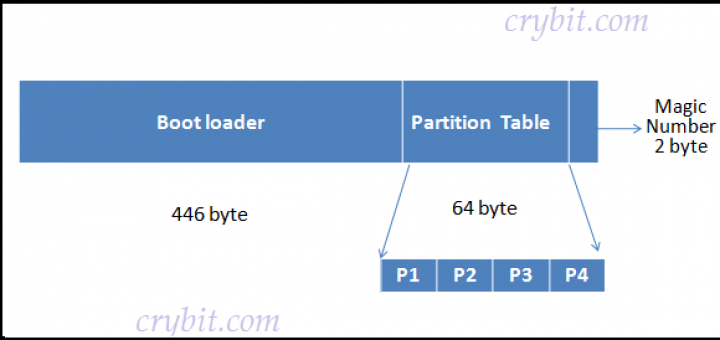 crybit.com
Boot loader
Partition Table
Magic
Number
2 byte
446 byte
64 byte
P1 P2 P3 P4
crybit.com